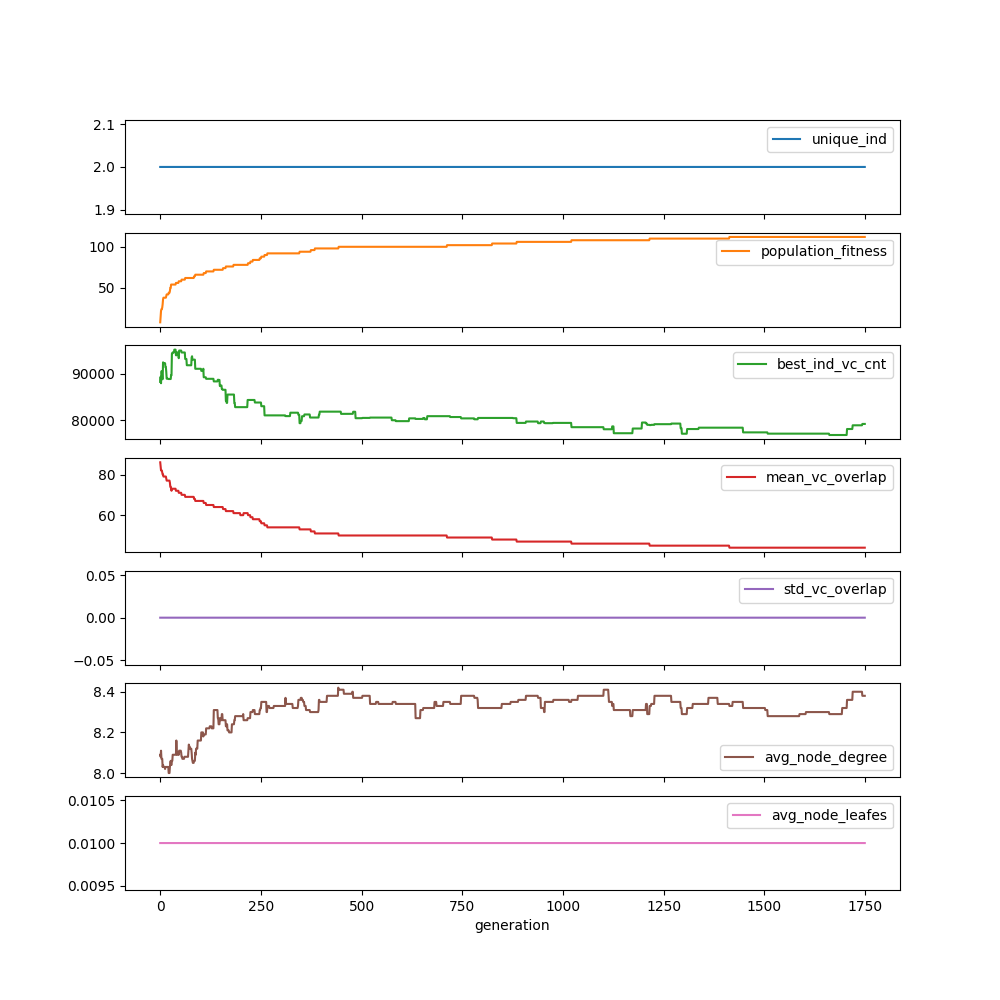 2.1
unique_ind
2.0
1.9
100
population_fitness
50
best_ind_vc_cnt
90000
80000
80
mean_vc_overlap
60
0.05
std_vc_overlap
0.00
−0.05
8.4
8.2
avg_node_degree
8.0
0.0105
avg_node_leafes
0.0100
0.0095
0 250 500 750 1000 1250 1500 1750
generation